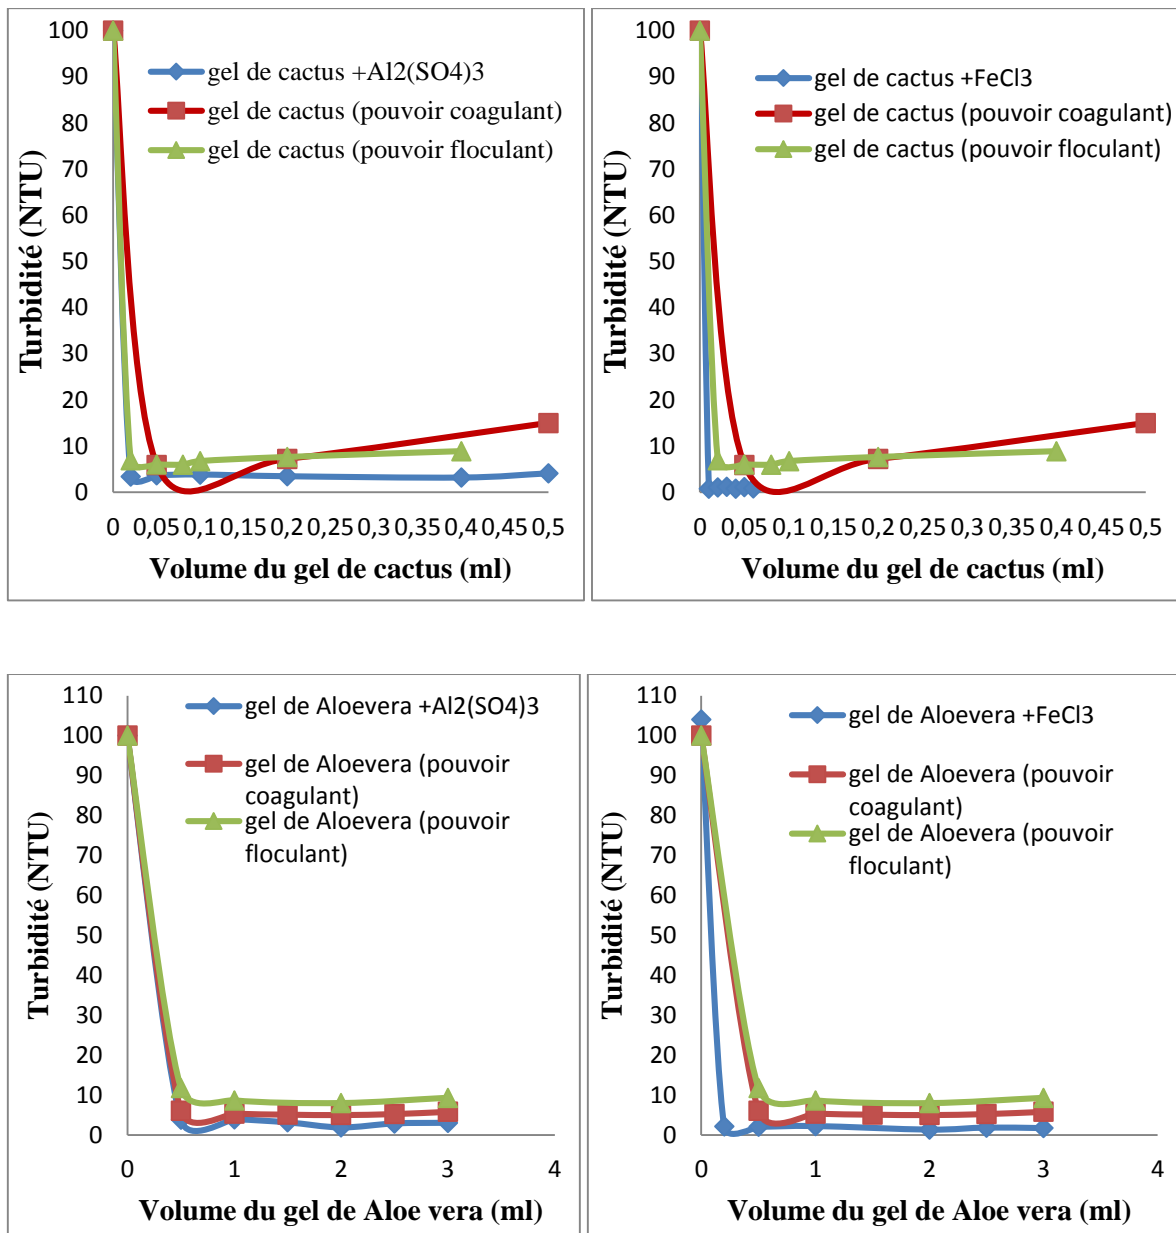 gel de cactus +Al2(SO4)3
gel de cactus (pouvoir coagulant)
gel de cactus (pouvoir floculant)
Turbidité (NTU)
100
90
80
70
60
50
40
30
20
10
0
0 0,05 0,1 0,15 0,2 0,25 0,3 0,35 0,4 0,45 0,5
Volume du gel de cactus (ml)
gel de cactus +FeCl3
gel de cactus (pouvoir coagulant)
gel de cactus (pouvoir floculant)
Turbidité (NTU)
100
90
80
70
60
50
40
30
20
10
0
0 0,05 0,1 0,15 0,2 0,25 0,3 0,35 0,4 0,45 0,5
Volume du gel de cactus (ml)
gel de Aloevera +Al2(SO4)3
gel de Aloevera (pouvoir
coagulant)
gel de Aloevera (pouvoir
floculant)
Turbidité (NTU)
110
100
90
80
70
60
50
40
30
20
10
0
0 1 2 3 4
Volume du gel de Aloe vera (ml)
gel de Aloevera +FeCl3
gel de Aloevera (pouvoir
coagulant)
gel de Aloevera (pouvoir
floculant)
Turbidité (NTU)
110
100
90
80
70
60
50
40
30
20
10
0
0 1 2 3 4
Volume du gel de Aloe vera (ml)